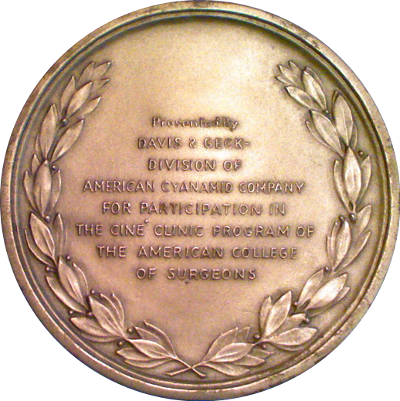 Presented by
DAVIS & GECK-
DIVISION OF
AMERICAN CYANAMID COMPANY
FOR PARTICIPATION IN
THE CINÉ CLINIC PROGRAM OF
THE AMERICAN COLLEGE
OF SURGEONS